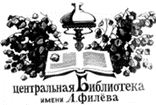 центральная Библиотека
имени Л.филёва